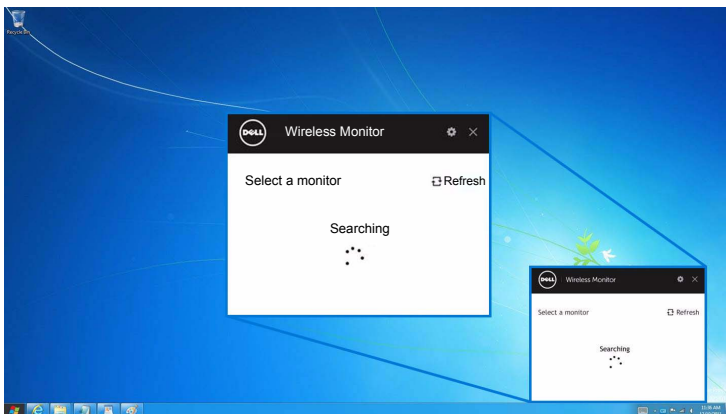 Recycle Bin
DELL
Wireless Monitor
Select a monitor
Refresh
Searching
DELL
Wireless Monitor
Select a monitor
Refresh
Searching